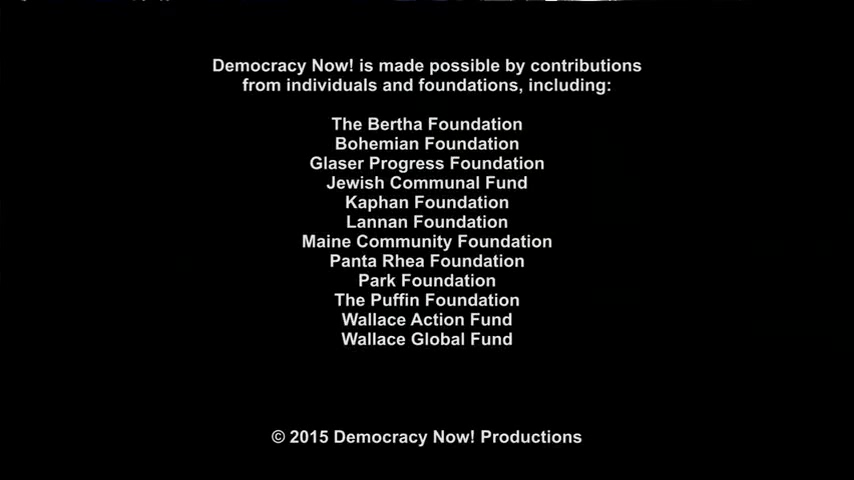 Democracy Now! is made possible by contributions
from individuals and foundations, including:
The Bertha Foundation
Bohemian Foundation
Glaser Progress Foundation
Jewish Communal Fund
Kaphan Foundation
Lannan Foundation
Maine Community Foundation
Panta Rhea Foundation
Park Foundation
The Puffin Foundation
Wallace Action Fund
Wallace Global Fund
© 2015 Democracy Now! Productions